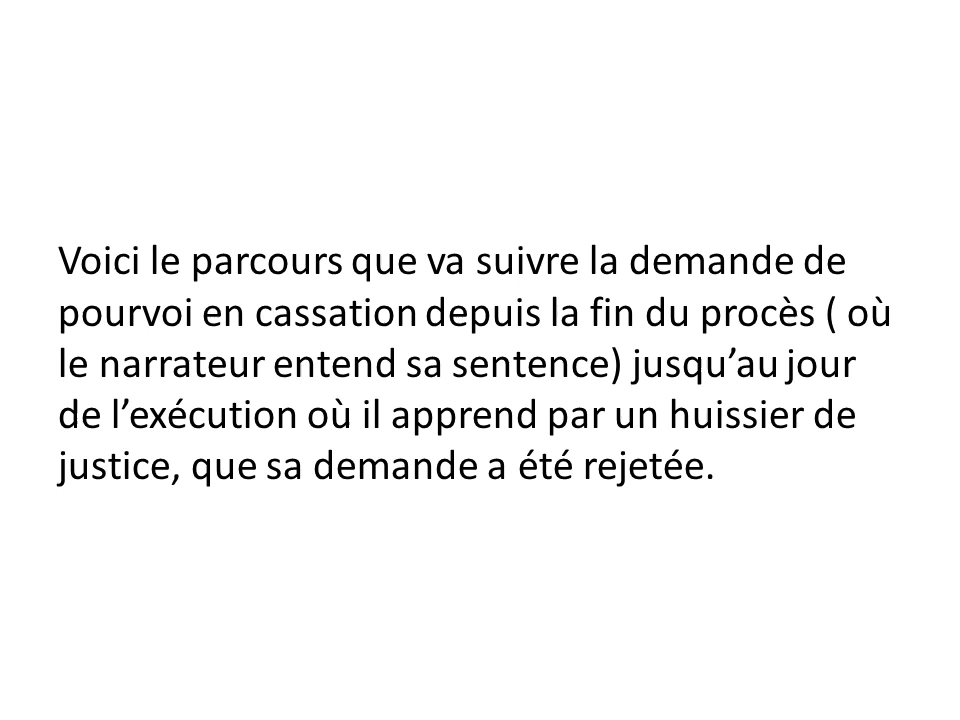 Voici le parcours que va suivre la demande de
pourvoi en cassation depuis la fin du procès ( où
le narrateur entend sa sentence) jusqu’au jour
de l’exécution où il apprend par un huissier de
justice, que sa demande a été rejetée.